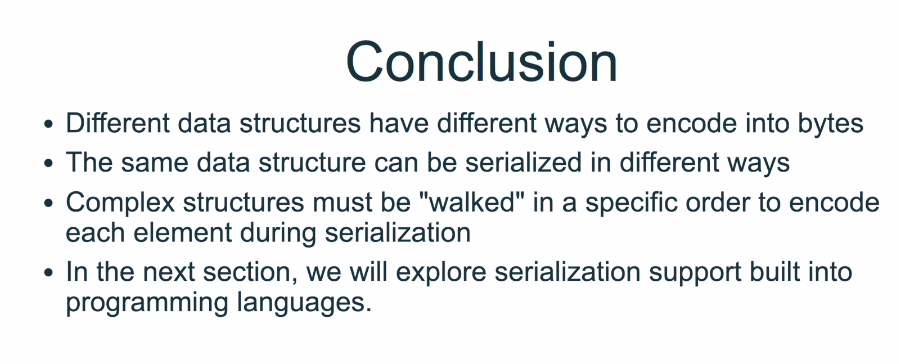 Conclusion
• Different data structures have different ways to encode into bytes
• The same data structure can be serialized in different ways
• Complex structures must be "walked" in a specific order to encode
each element during serialization
• In the next section, we will explore serialization support built into
programming languages.